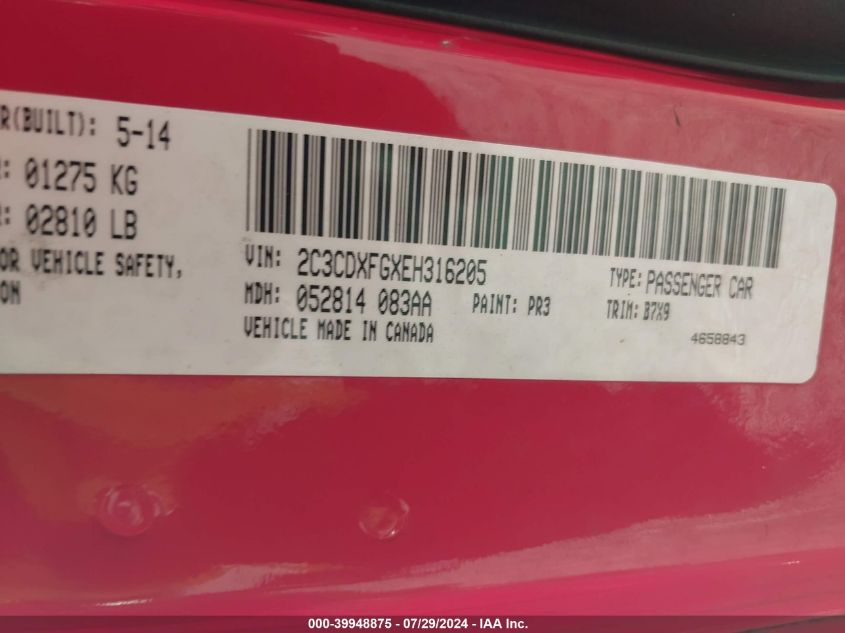 R(BUILT): 5-14
: 01275 KG
: 02810 LB
OR VEHICLE SAFETY,
ON
VIN: 2C3CDXFGXEH316205
TYPE: PASSENGER CAR
MDH: 052814 083AA PAINT: PR3
TRIM: B7X9
VEHICLE MADE IN CANADA
4658843
000-39948875 / 07/29/2024 - IAA Inc.